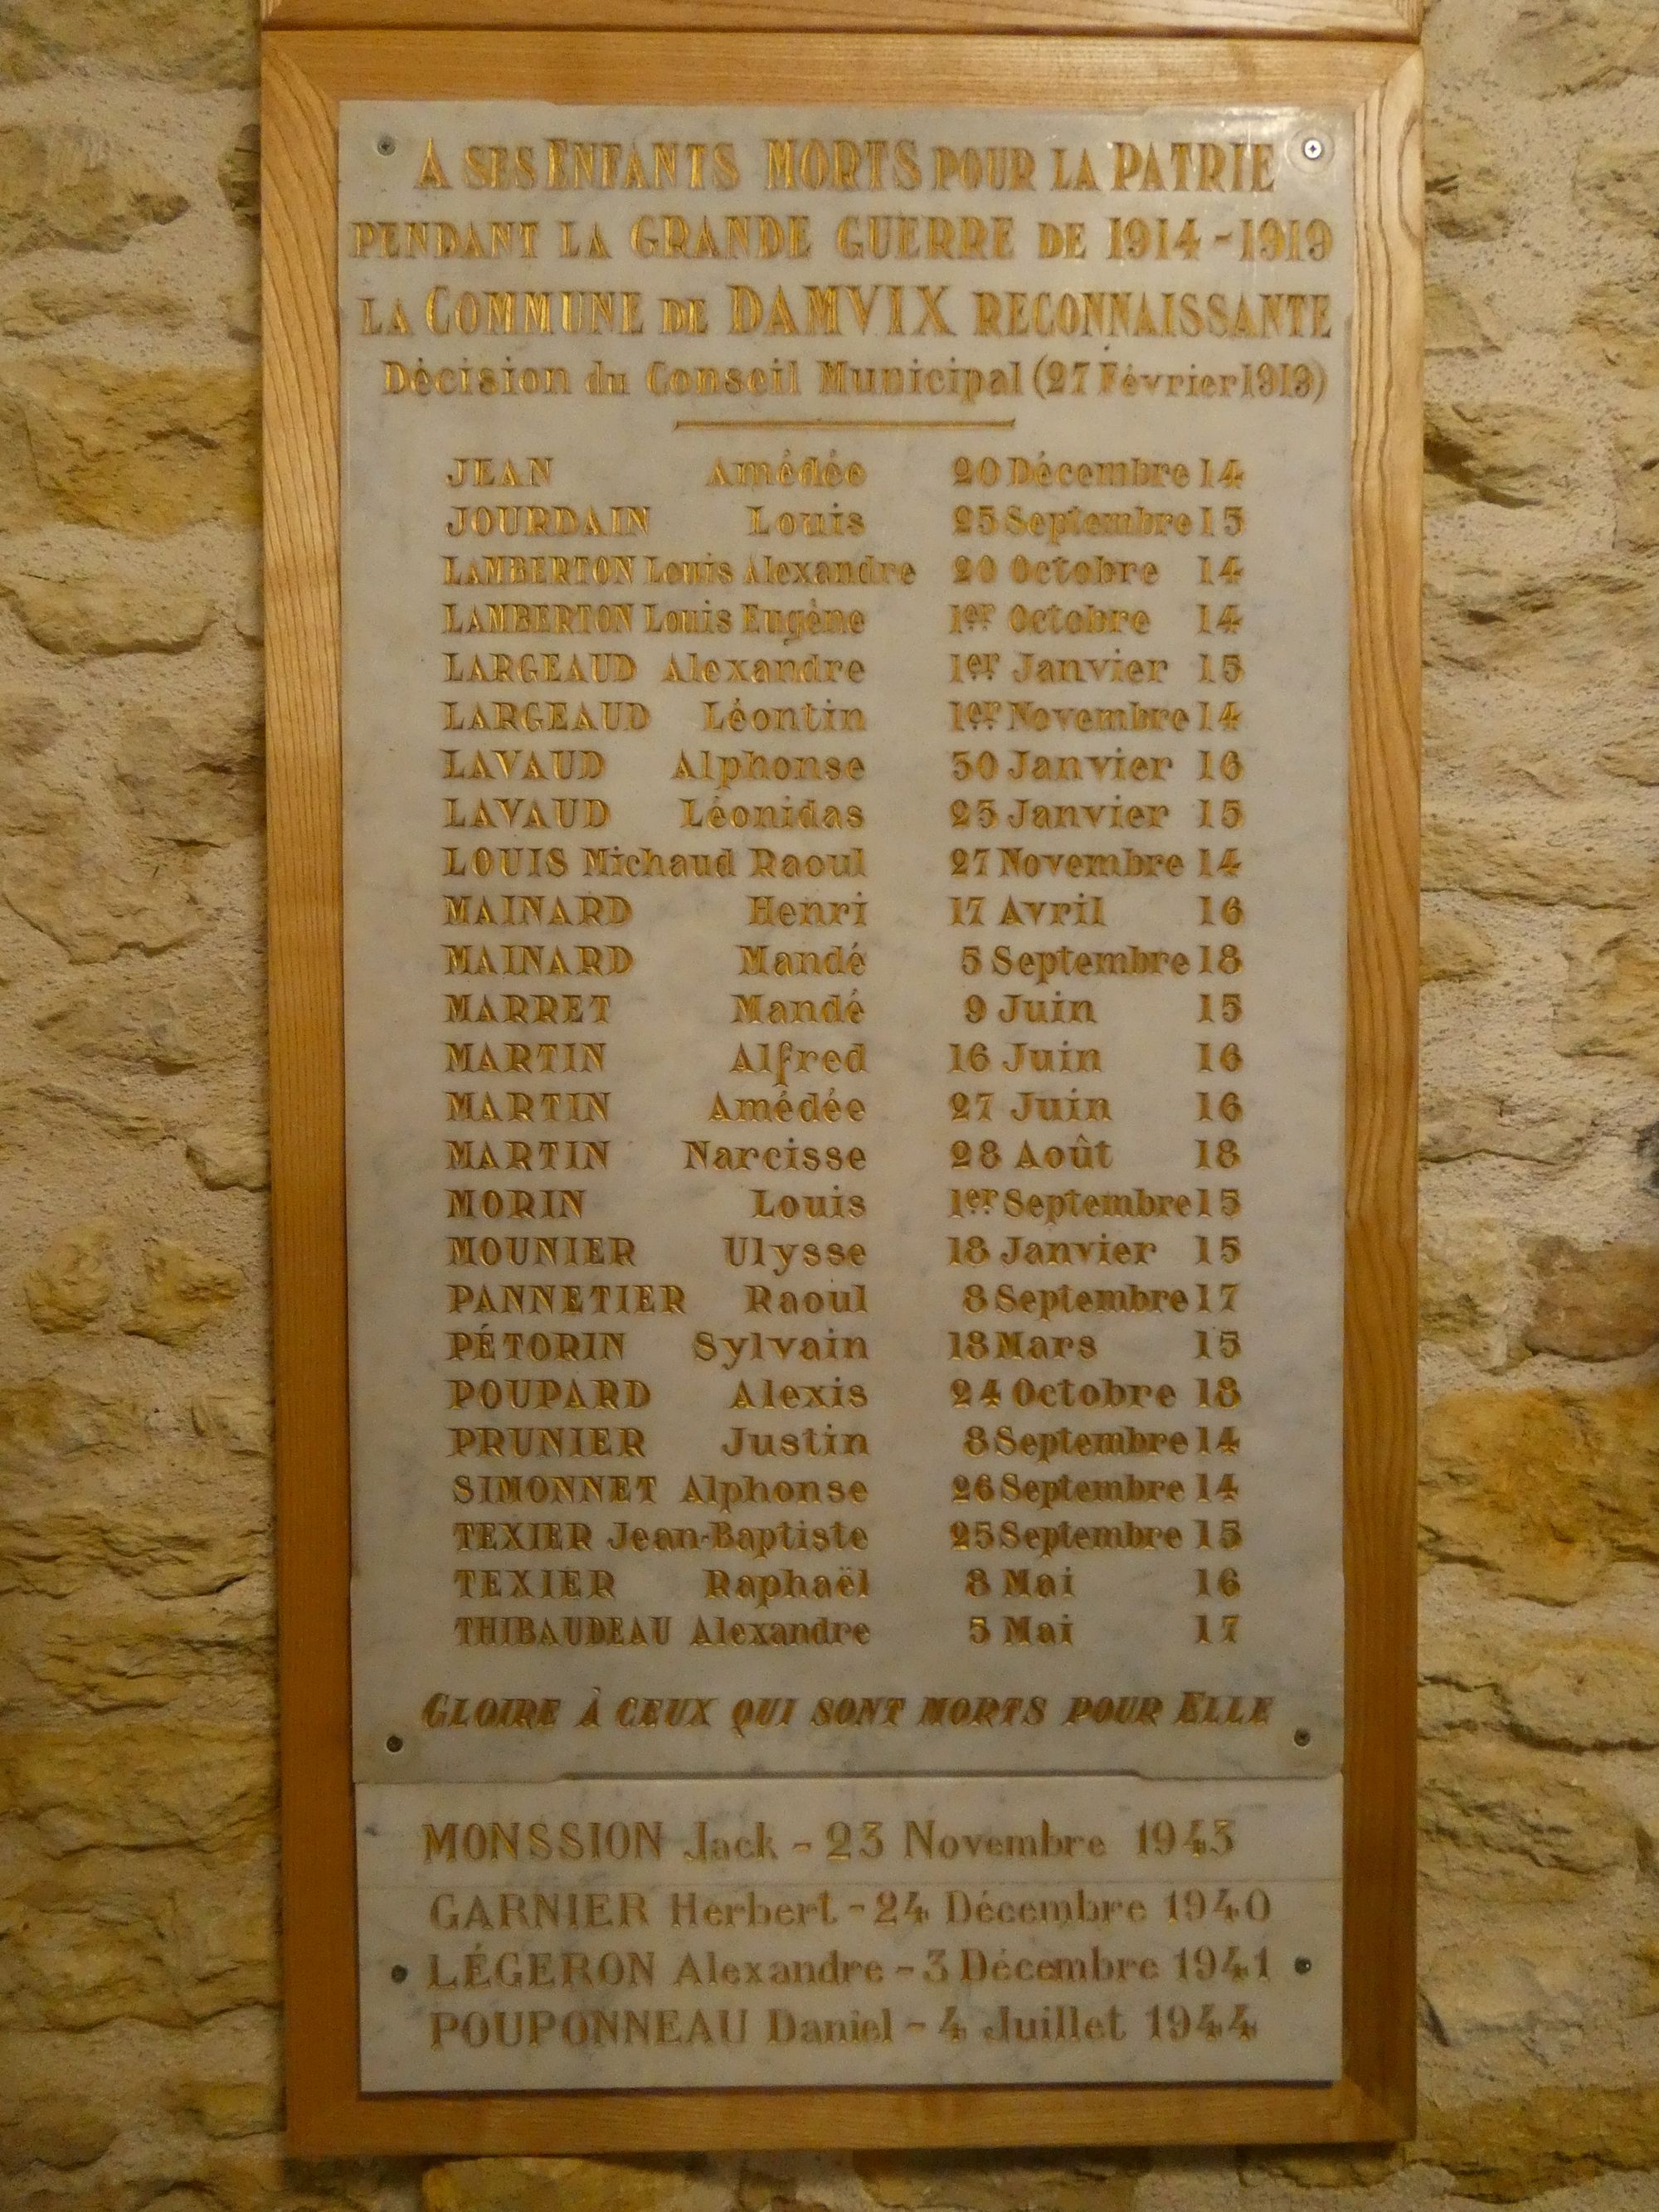 A SES ENFANTS MORTS POUR LA PATRIE
PENDANT LA GRANDE GUERRE DE 1914-1919
LA COMMUNE DE DAMVIX RECONNAISSANTE
Décision du Conseil Municipal (27 Février 1919)
JEAN Amédée 20 Décembre 14
JOURDAIN Louis 25 Septembre 15
LAMBERTON Louis Alexandre 20 Octobre 14
LAMBERTON Louis Eugène 1er Octobre 14
LARGEAUD Alexandre 1er Janvier 15
LARGEAUD Léontin 1er Novembre 14
LAVAUD Alphonse 30 Janvier 16
LAVAUD Léonidas 25 Janvier 15
LOUIS Michaud Raoul 27 Novembre 14
MAINARD Henri 17 Avril 16
MAINARD Mandé 5 Septembre 18
MARRET Mandé 9 Juin 15
MARTIN Alfred 16 Juin 16
MARTIN Amédée 27 Juin 16
MARTIN Narcisse 28 Août 18
MORIN Louis 1er Septembre 15
MOUNIER Ulysse 18 Janvier 15
PANNETIER Raoul 8 Septembre 17
PÉTORIN Sylvain 18 Mars 15
POUPARD Alexis 24 Octobre 18
PRUNIER Justin 8 Septembre 14
SIMONNET Alphonse 26 Septembre 14
TEXIER Jean-Baptiste 25 Septembre 15
TEXIER Raphaël 8 Mai 16
THIBAUDEAU Alexandre 5 Mai 17
GLOIRE À CEUX QUI SONT MORTS POUR ELLE
MONSSION Jack - 23 Novembre 1943
GARNIER Herbert - 24 Décembre 1940
LÉGERON Alexandre - 3 Décembre 1941
POUPONNEAU Daniel - 4 Juillet 1944